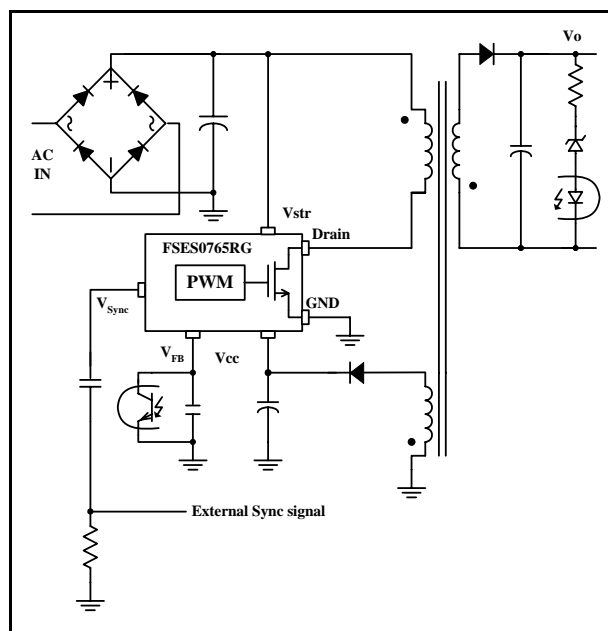 Vo
AC
IN
Vstr
Drain
FSES0765RG
PWM
GND
VSync
VFB
Vcc
External Sync signal